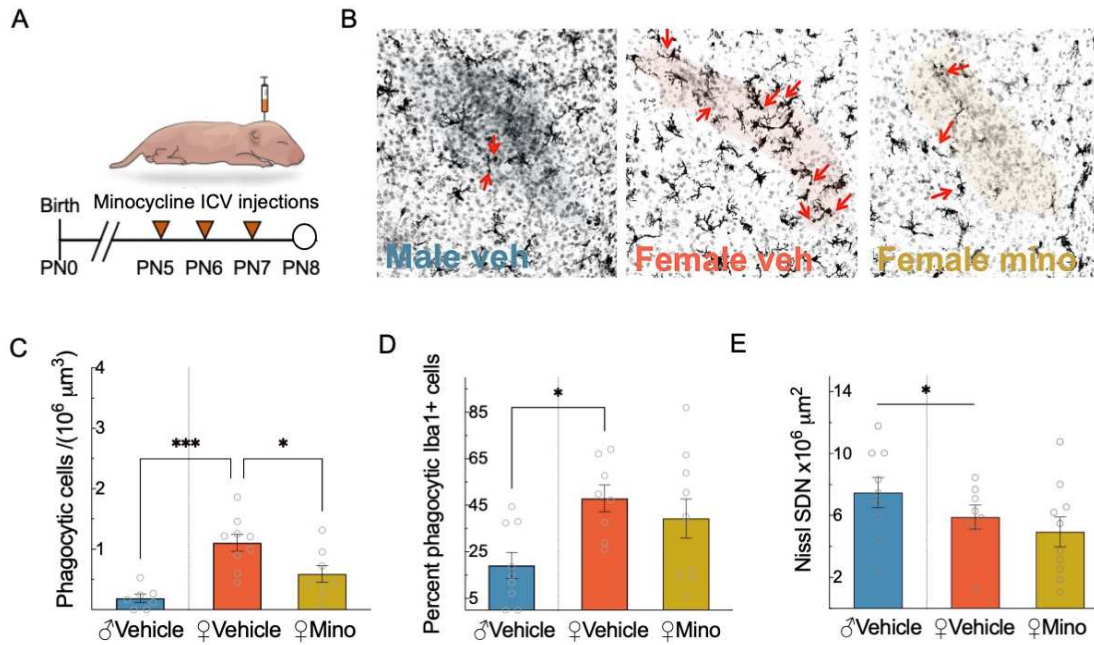 A
Birth
Minocycline ICV injections
PN0
PN5
PN6
PN7
PN8
B
Male veh
Female veh
Female mino
C
Phagocytic cells /(10⁶ µm³)
4
3
2
1
***
*
♂Vehicle
♀Vehicle
♀Mino
D
Percent phagocytic Iba1+ cells
85
65
45
25
5
*
♂Vehicle
♀Vehicle
♀Mino
E
Nissl SDN x10⁶ µm²
14
10
6
2
*
♂Vehicle
♀Vehicle
♀Mino